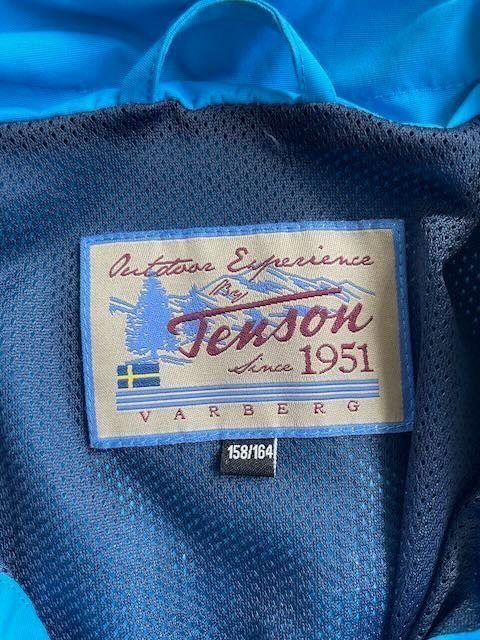 Outdoor Experience
By
Tenson
Since 1951
VARBERG
158/164